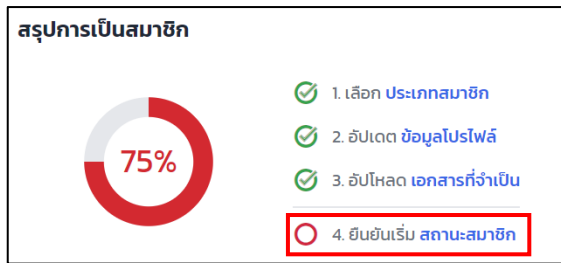 สรุปการเป็นสมาชิก
75%
1. เลือก ประเภทสมาชิก
2. อัปเดต ข้อมูลโปรไฟล์
3. อัปโหลด เอกสารที่จำเป็น
4. ยืนยันเริ่ม สถานะสมาชิก